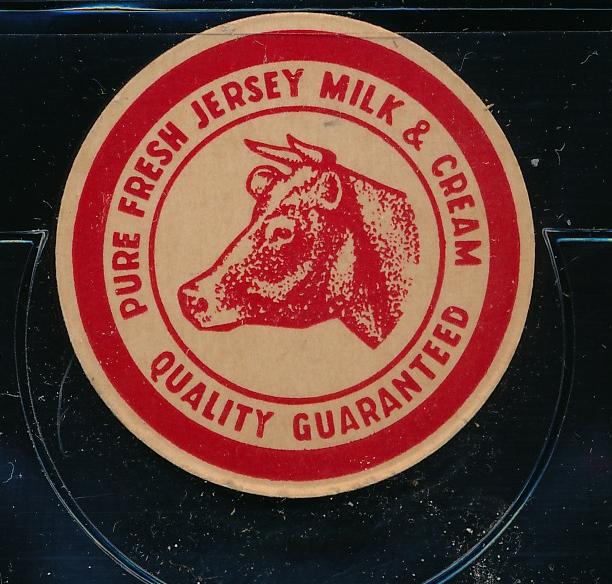 PURE FRESH JERSEY MILK & CREAM
QUALITY GUARANTEED